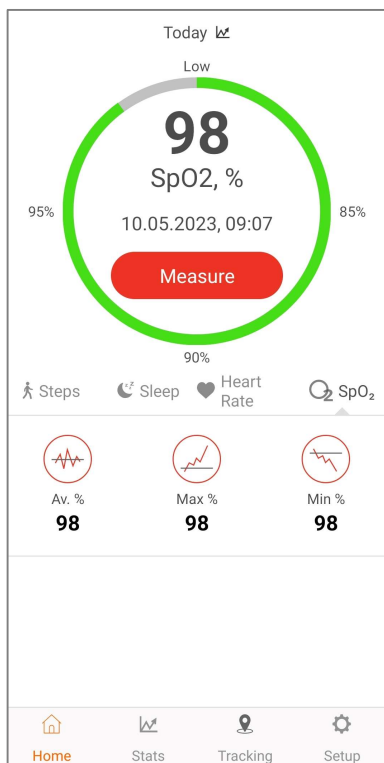 Today
Low
98
SpO2, %
95%
85%
10.05.2023, 09:07
Measure
90%
Steps
Sleep
Heart
Rate
O2 SpO₂
Av. %
Max %
Min %
98
98
98
Home
Stats
Tracking
Setup